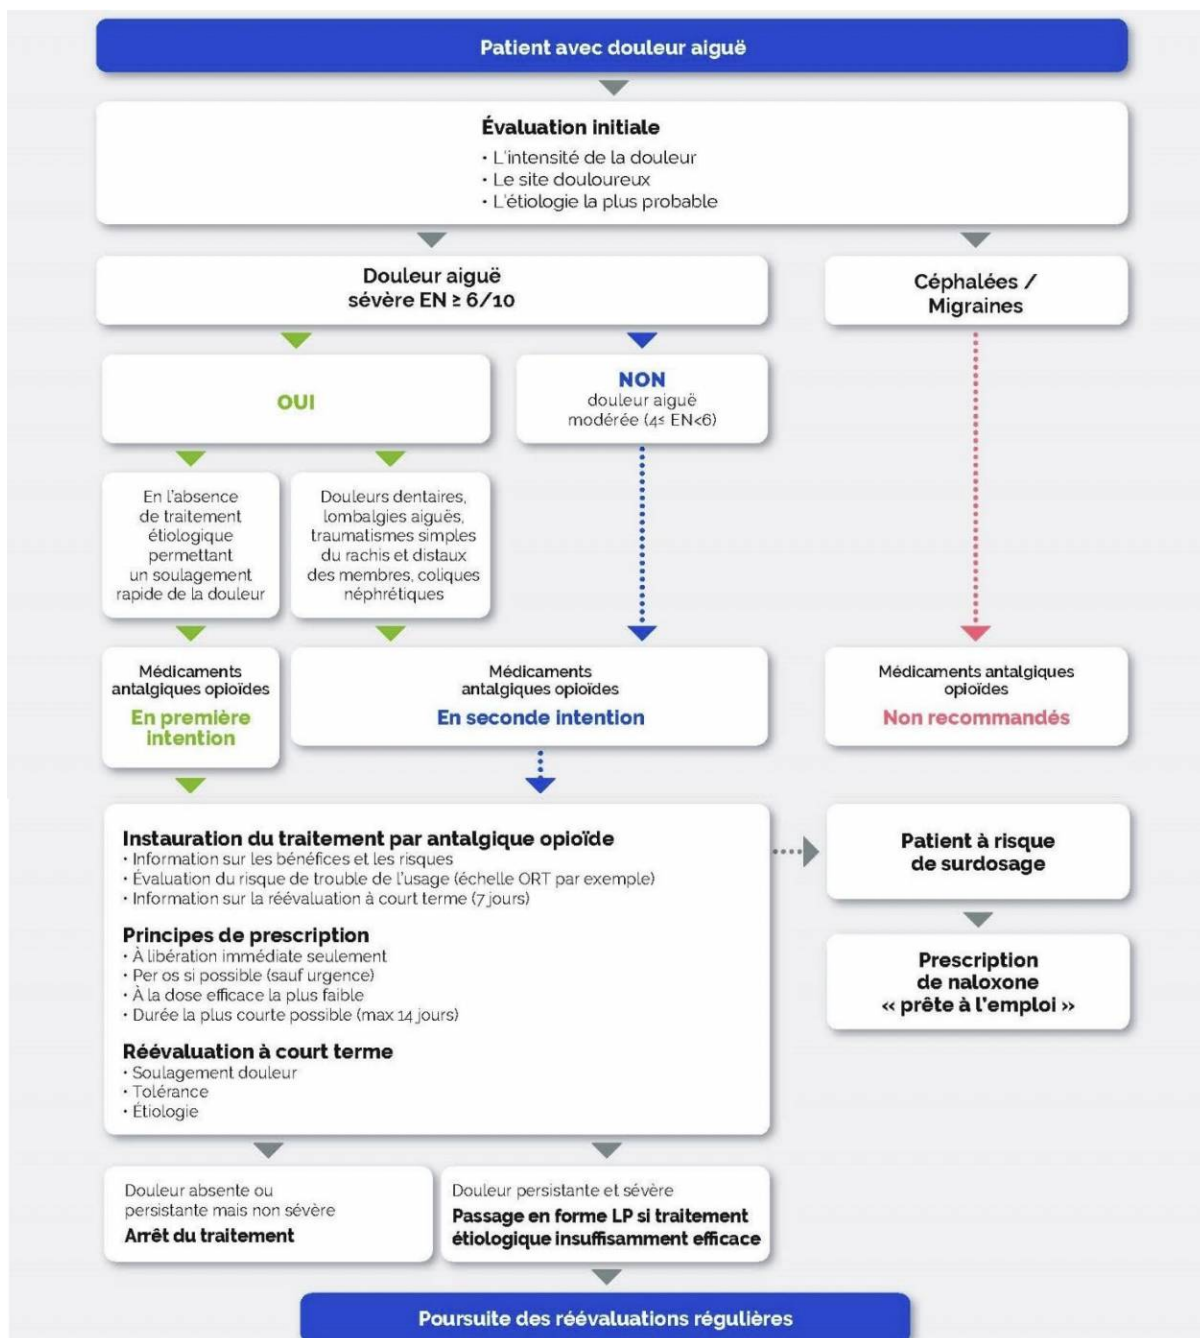 Patient avec douleur aiguë
Évaluation initiale
• L'intensité de la douleur
• Le site douloureux
• L'étiologie la plus probable
Douleur aiguë
sévère EN ≥ 6/10
Céphalées /
Migraines
OUI
NON
douleur aiguë
modérée (4≤ EN<6)
En l'absence
de traitement
étiologique
permettant
un soulagement
rapide de la douleur
Douleurs dentaires,
lombalgies aiguës,
traumatismes simples
du rachis et distaux
des membres, coliques
néphrétiques
Médicaments
antalgiques opioïdes
En première
intention
Médicaments
antalgiques opioïdes
En seconde intention
Médicaments antalgiques
opioïdes
Non recommandés
Instauration du traitement par antalgique opioïde
• Information sur les bénéfices et les risques
• Évaluation du risque de trouble de l'usage (échelle ORT par exemple)
• Information sur la réévaluation à court terme (7 jours)
Principes de prescription
• À libération immédiate seulement
• Per os si possible (sauf urgence)
• À la dose efficace la plus faible
• Durée la plus courte possible (max 14 jours)
Réévaluation à court terme
• Soulagement douleur
• Tolérance
• Étiologie
Patient à risque
de surdosage
Prescription
de naloxone
« prête à l'emploi »
Douleur absente ou
persistante mais non sévère
Arrêt du traitement
Douleur persistante et sévère
Passage en forme LP si traitement
étiologique insuffisamment efficace
Poursuite des réévaluations régulières